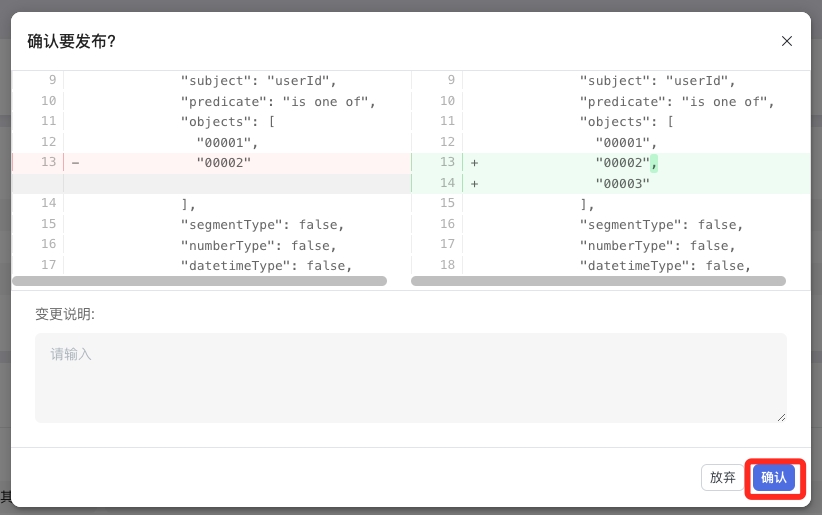 确认要发布?
9 "subject": "userId",
10 "predicate": "is one of",
11 "objects": [
12 "00001",
13 - "00002"
14 ],
15 "segmentType": false,
16 "numberType": false,
17 "datetimeType": false,
9 "subject": "userId",
10 "predicate": "is one of",
11 "objects": [
12 "00001",
13 + "00002",
14 + "00003"
15 ],
16 "segmentType": false,
17 "numberType": false,
18 "datetimeType": false,
变更说明:
请输入
放弃
确认
其